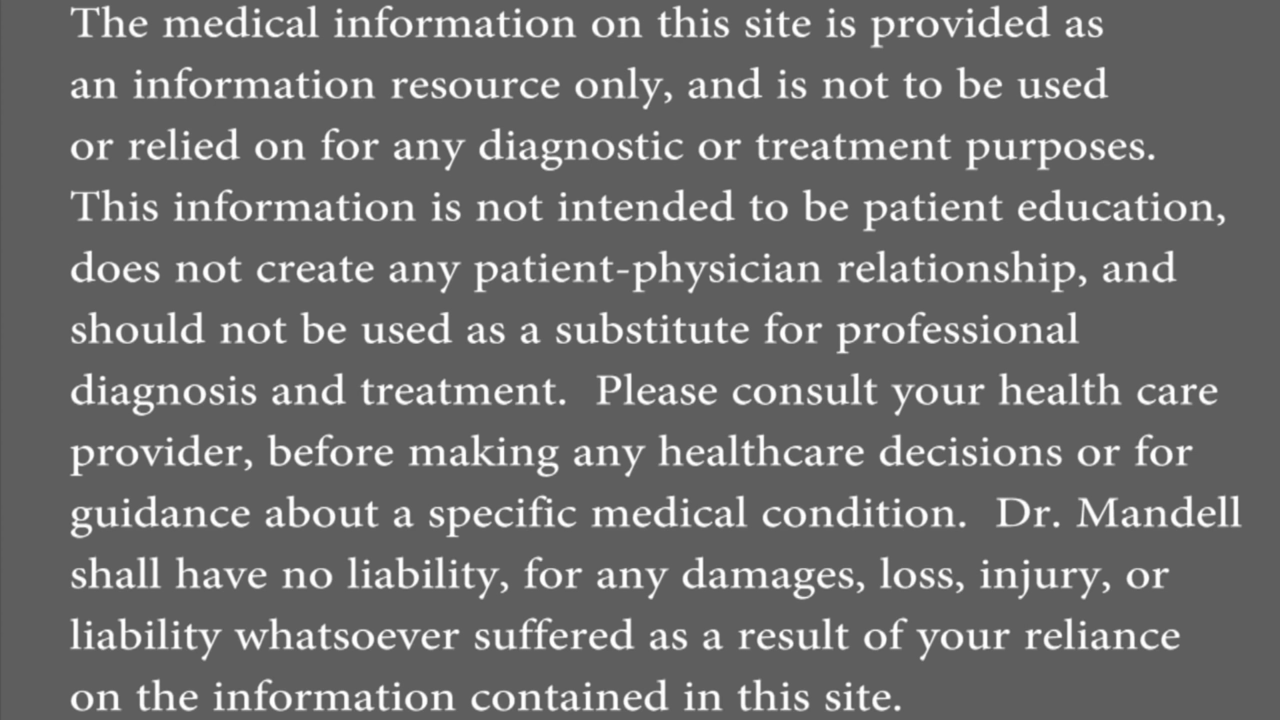 The medical information on this site is provided as
an information resource only, and is not to be used
or relied on for any diagnostic or treatment purposes.
This information is not intended to be patient education,
does not create any patient-physician relationship, and
should not be used as a substitute for professional
diagnosis and treatment.  Please consult your health care
provider, before making any healthcare decisions or for
guidance about a specific medical condition.  Dr. Mandell
shall have no liability, for any damages, loss, injury, or
liability whatsoever suffered as a result of your reliance
on the information contained in this site.